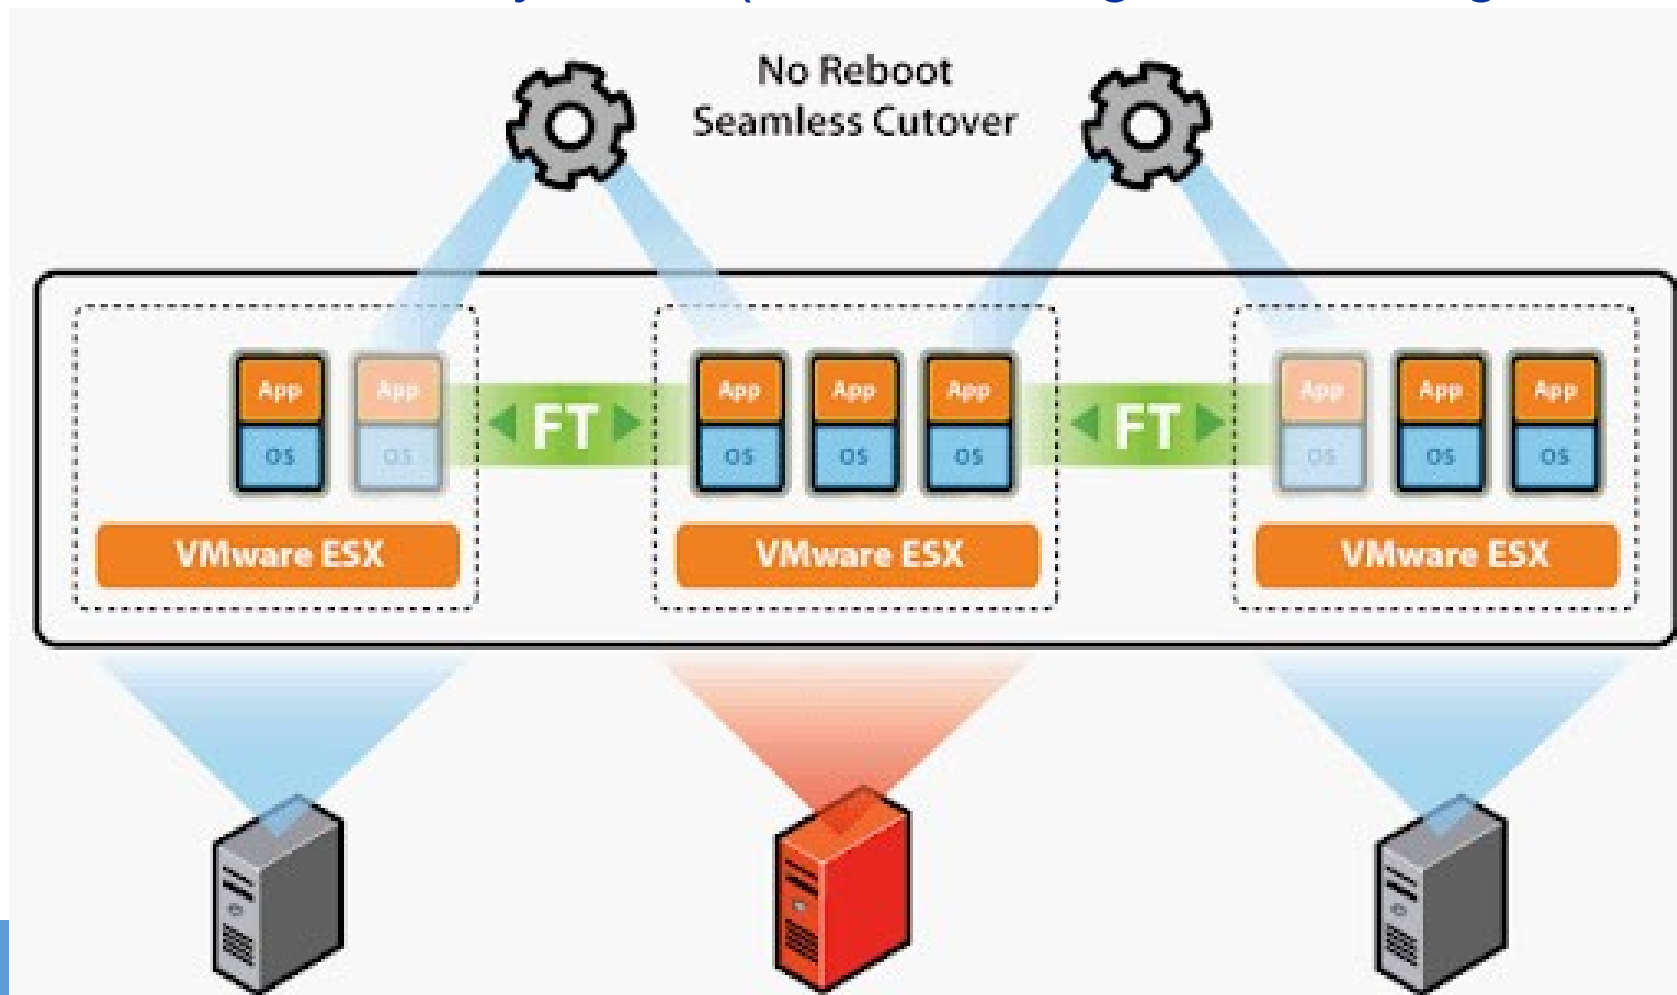 No Reboot
Seamless Cutover
App App App App App App App App
OS OS OS OS OS OS OS OS
FT FT
VMware ESX VMware ESX VMware ESX